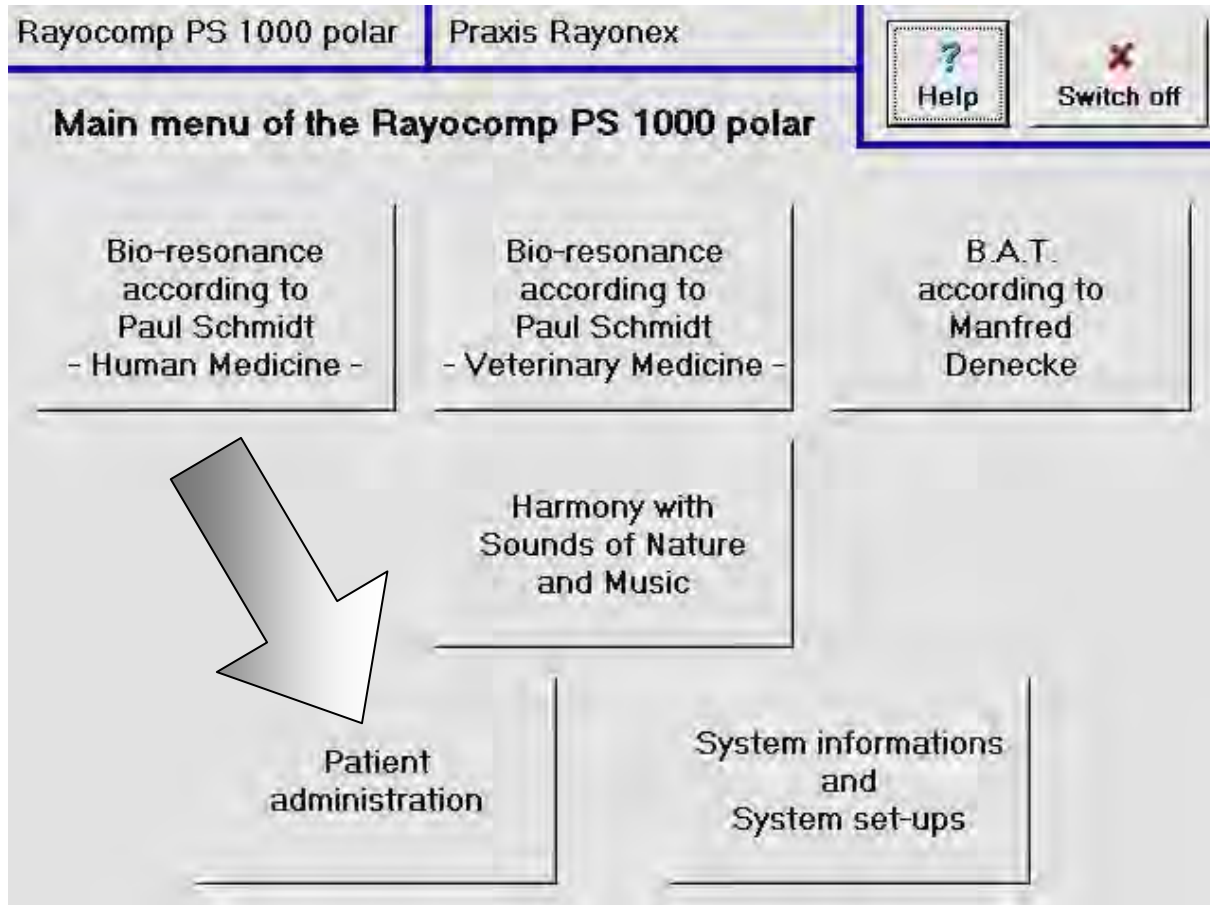 Rayocomp PS 1000 polar
Praxis Rayonex
?
Help
Switch off
Main menu of the Rayocomp PS 1000 polar
Bio-resonance
according to
Paul Schmidt
- Human Medicine -
Bio-resonance
according to
Paul Schmidt
- Veterinary Medicine -
B.A.T.
according to
Manfred
Denecke
Harmony with
Sounds of Nature
and Music
Patient
administration
System informations
and
System set-ups